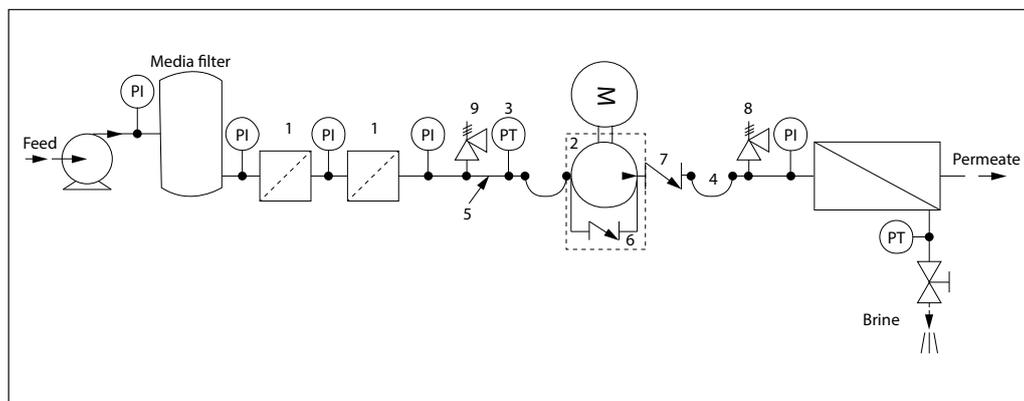 Media filter
PI
M
Feed
PI
1
PI
1
PI
9
3
PT
2
7
8
PI
Permeate
4
5
6
PT
Brine